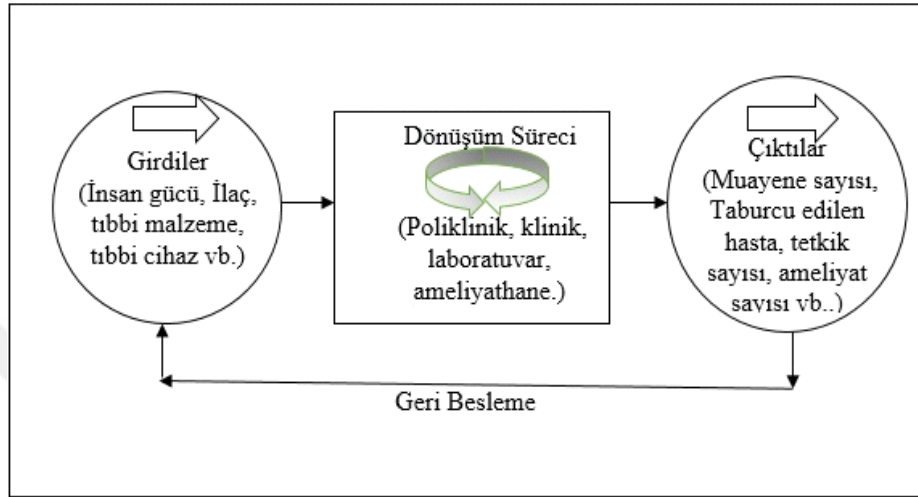 Girdiler
(İnsan gücü, İlaç,
tıbbi malzeme,
tıbbi cihaz vb.)
Dönüşüm Süreci
(Poliklinik, klinik,
laboratuvar,
ameliyathane.)
Çıktılar
(Muayene sayısı,
Taburcu edilen
hasta, tetkik
sayısı, ameliyat
sayısı vb..)
Geri Besleme